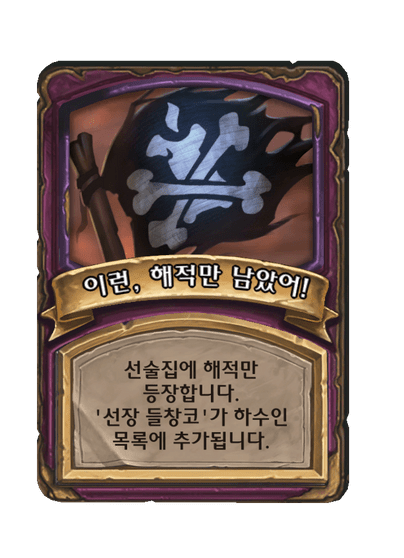 이런, 해적만 남았어!
선술집에 해적만
등장합니다.
'선장 들창코'가 하수인
목록에 추가됩니다.